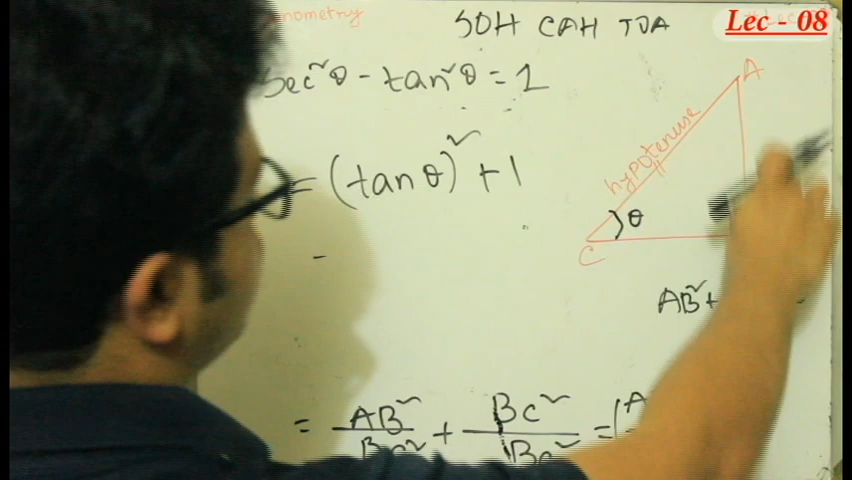 SOH CAH TOA
Lec - 08
Sec²θ - tan²θ = 1
= (tanθ)² + 1
hypotenuse
A
θ
C
AB² +
= AB²/BC² + BC²/BC² = (A